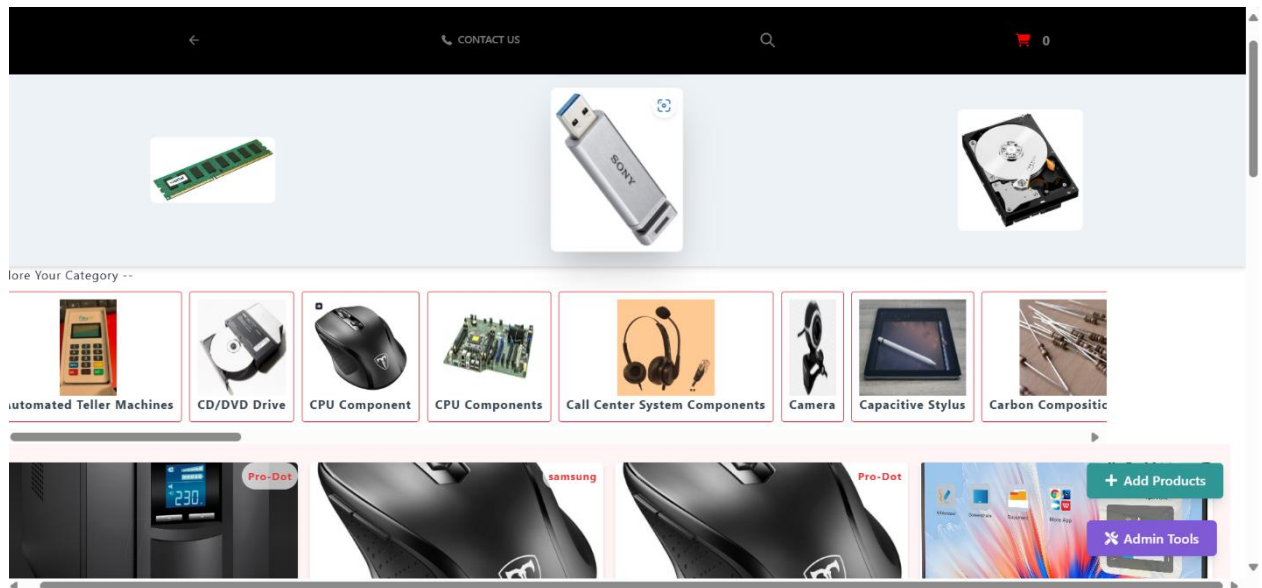 CONTACT US
0
SONY
lore Your Category --
utomated Teller Machines
CD/DVD Drive
CPU Component
CPU Components
Call Center System Components
Camera
Capacitive Stylus
Carbon Compositic
Pro-Dot
samsung
Pro-Dot
230
+ Add Products
Admin Tools